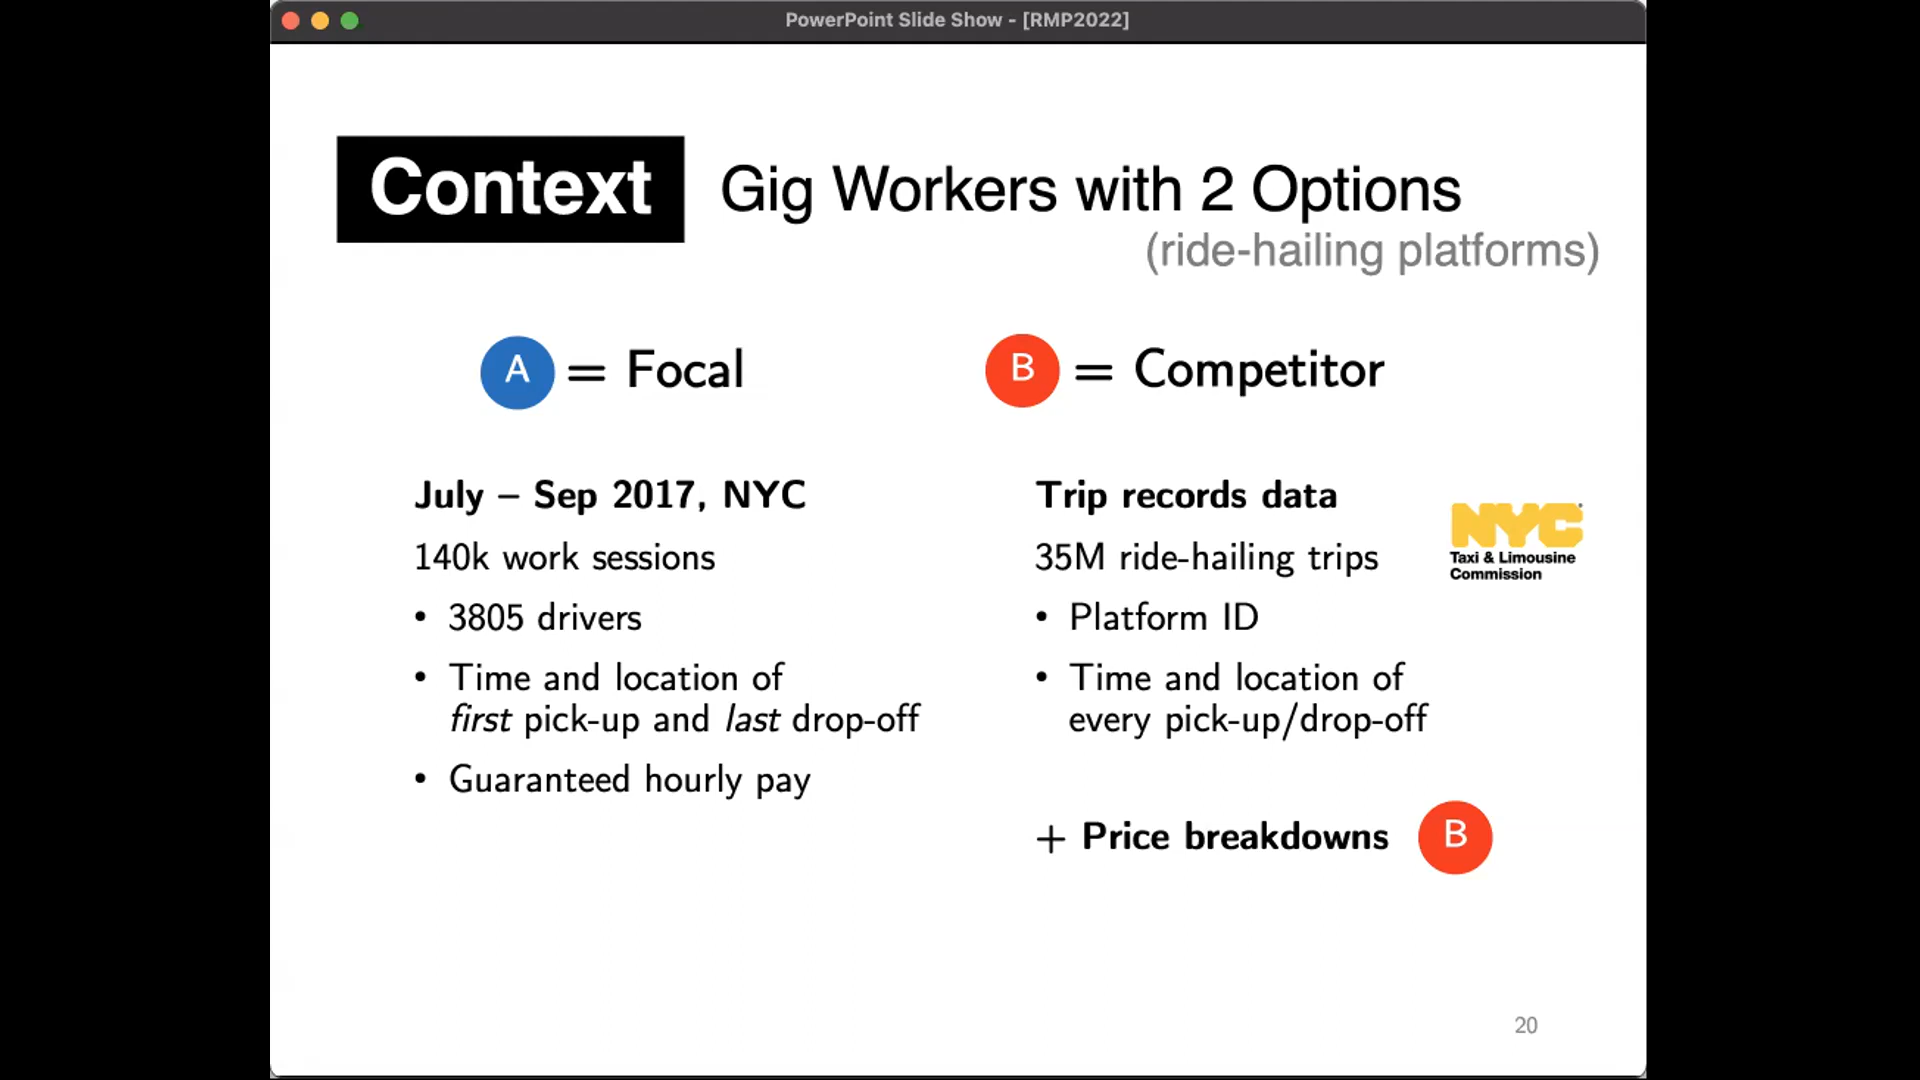 PowerPoint Slide Show - [RMP2022]
Context
Gig Workers with 2 Options
(ride-hailing platforms)
A = Focal
B = Competitor
July – Sep 2017, NYC
140k work sessions
• 3805 drivers
• Time and location of
first pick-up and last drop-off
• Guaranteed hourly pay
Trip records data
35M ride-hailing trips
• Platform ID
• Time and location of
every pick-up/drop-off
+ Price breakdowns B
NYC
Taxi & Limousine
Commission
20